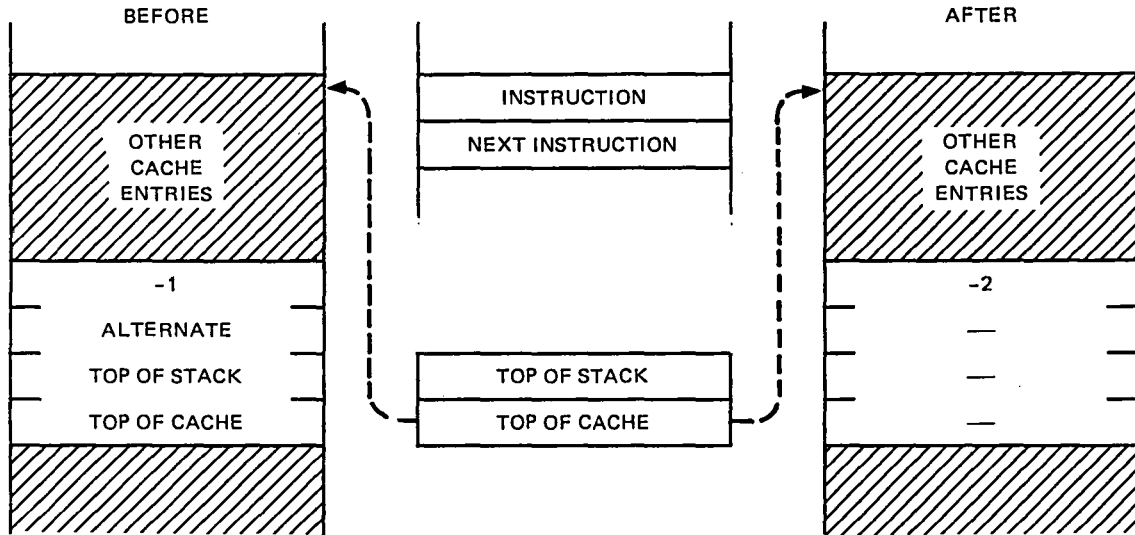 BEFORE
OTHER
CACHE
ENTRIES
-1
ALTERNATE
TOP OF STACK
TOP OF CACHE
INSTRUCTION
NEXT INSTRUCTION
TOP OF STACK
TOP OF CACHE
AFTER
OTHER
CACHE
ENTRIES
-2
—
—
—